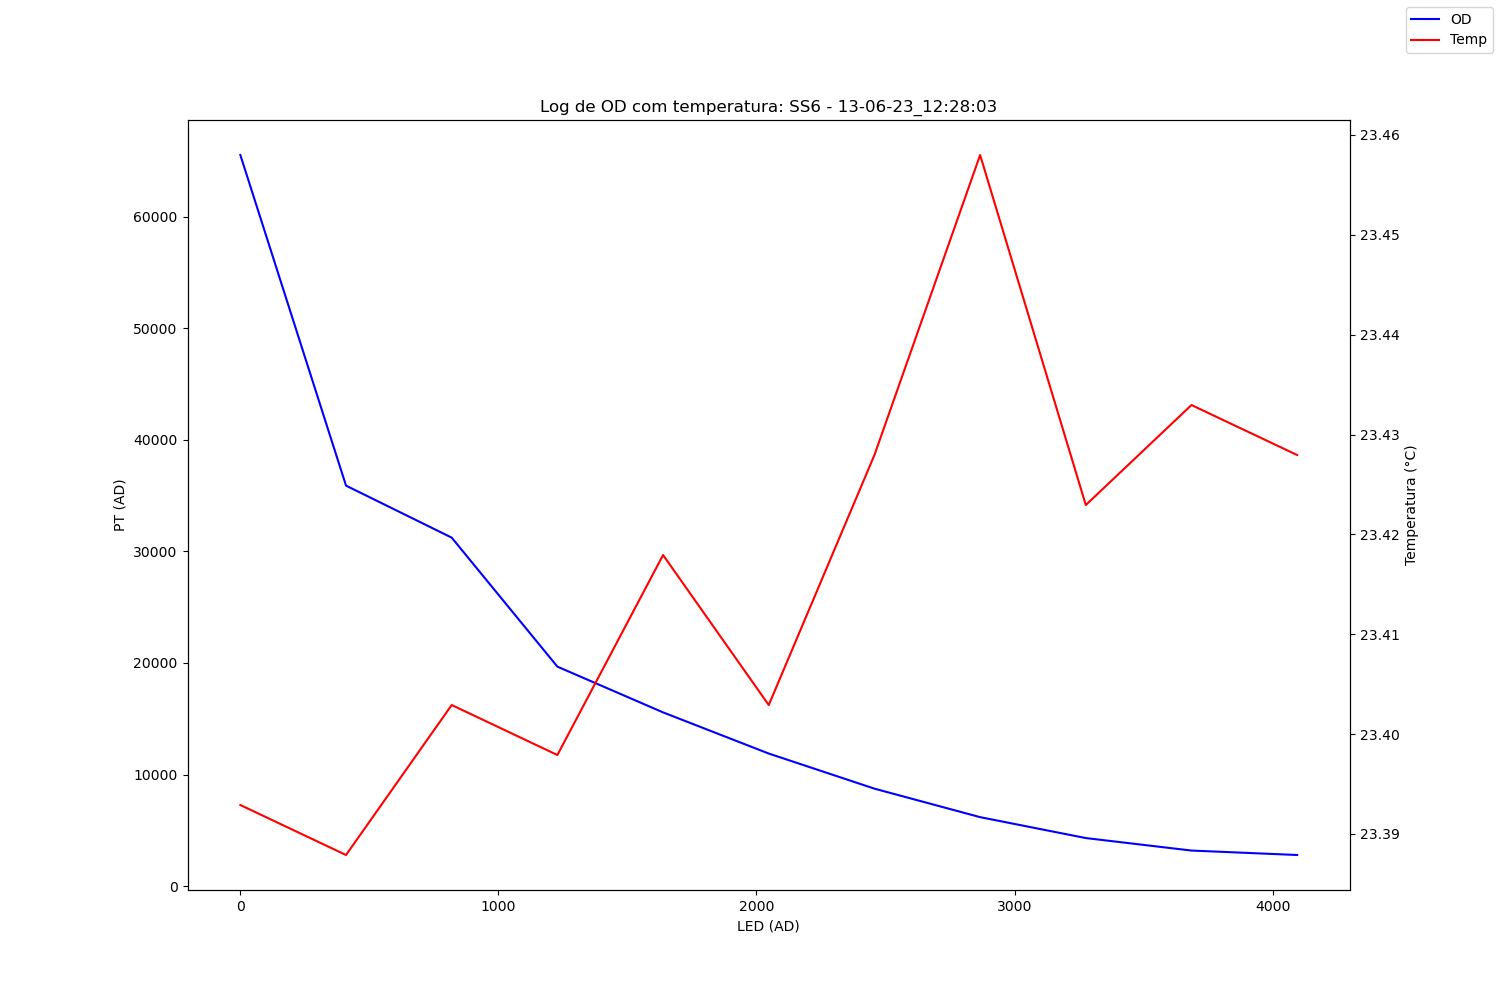 OD
Temp
Log de OD com temperatura: SS6 - 13-06-23_12:28:03
60000
50000
40000
30000
20000
10000
0
PT (AD)
23.46
23.45
23.44
23.43
23.42
23.41
23.40
23.39
Temperatura (°C)
0 1000 2000 3000 4000
LED (AD)